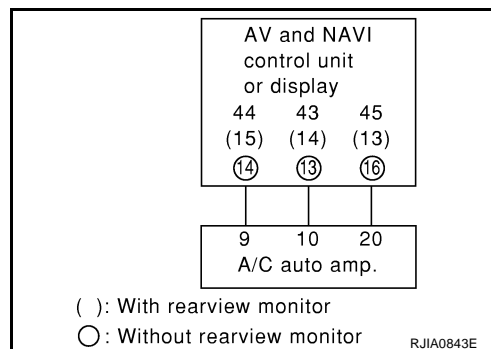 AV and NAVI
control unit
or display
44 43 45
(15) (14) (13)
⑭ ⑬ ⑯
9 10 20
A/C auto amp.
( ): With rearview monitor
◯: Without rearview monitor
RJIA0843E